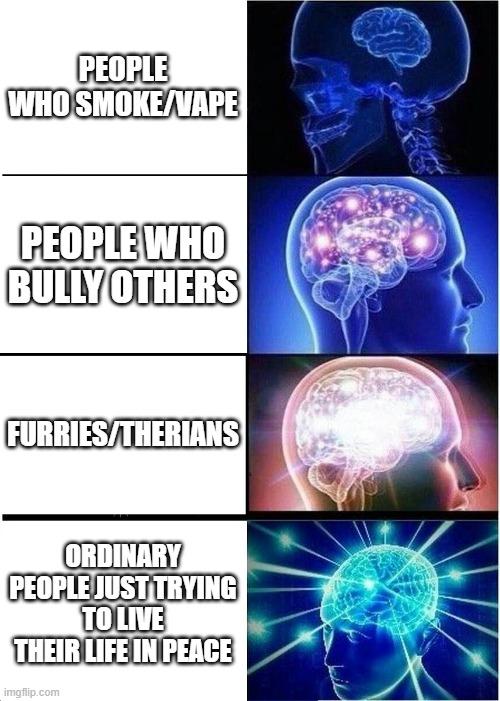 PEOPLE
WHO SMOKE/VAPE
PEOPLE WHO
BULLY OTHERS
FURRIES/THERIANS
ORDINARY
PEOPLE JUST TRYING
TO LIVE
THEIR LIFE IN PEACE
imgflip.com